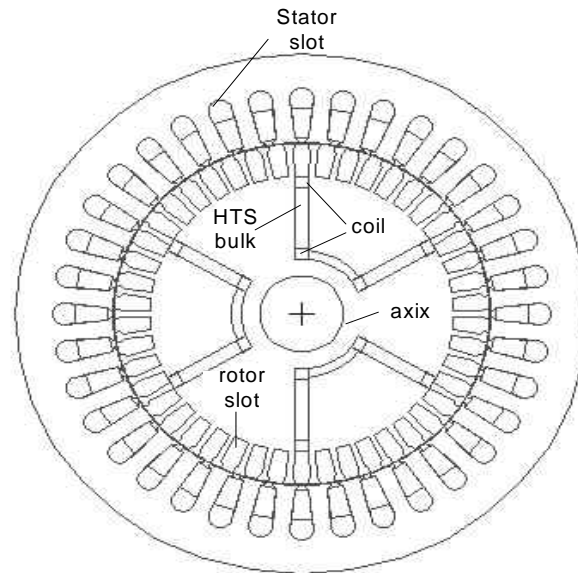 Stator
slot
HTS
bulk
coil
axix
rotor
slot